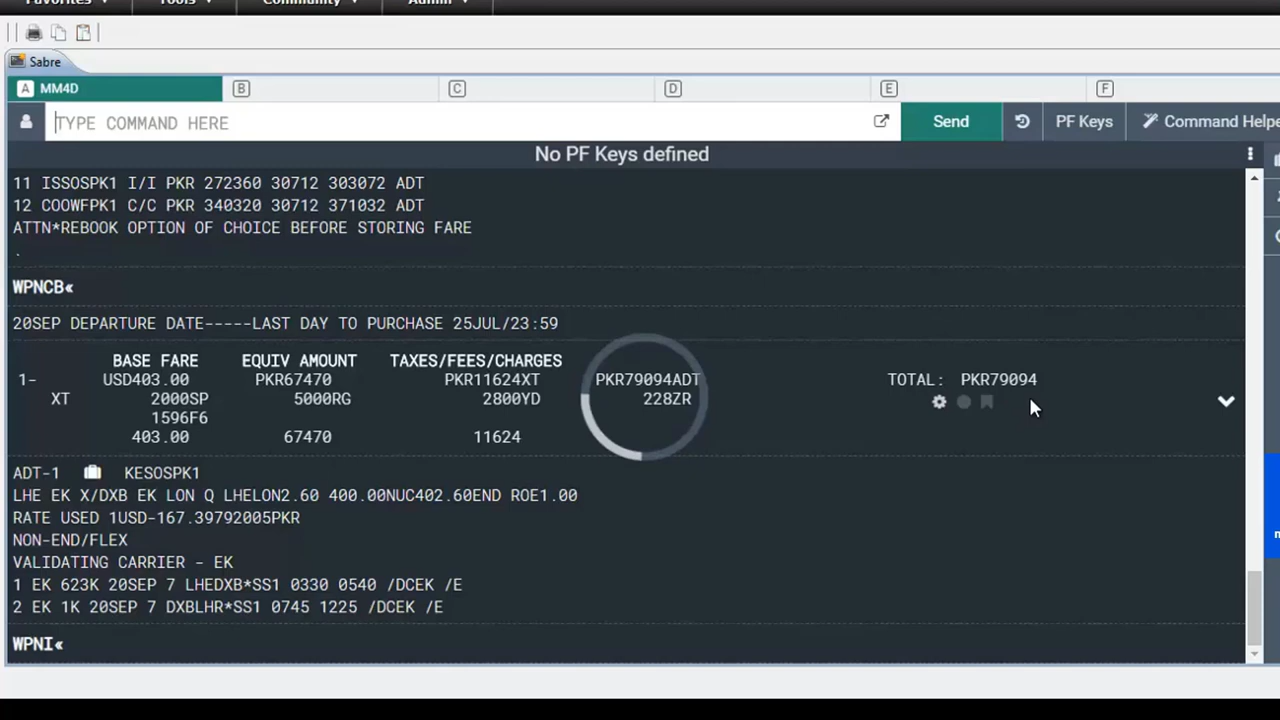 Favorites Tools Community Admin
Sabre
A MM4D B C D E F
TYPE COMMAND HERE Send PF Keys Command Helpe
No PF Keys defined
11 ISSOSPK1 I/I PKR 272360 30712 303072 ADT
12 COOWFPK1 C/C PKR 340320 30712 371032 ADT
ATTN*REBOOK OPTION OF CHOICE BEFORE STORING FARE
.
WPNCB«
20SEP DEPARTURE DATE-----LAST DAY TO PURCHASE 25JUL/23:59
BASE FARE EQUIV AMOUNT TAXES/FEES/CHARGES
1- USD403.00 PKR67470 PKR11624XT PKR79094ADT TOTAL: PKR79094
XT 2000SP 5000RG 2800YD 228ZR
1596F6
403.00 67470 11624
ADT-1 KESOSPK1
LHE EK X/DXB EK LON Q LHELON2.60 400.00NUC402.60END ROE1.00
RATE USED 1USD-167.39792005PKR
NON-END/FLEX
VALIDATING CARRIER - EK
1 EK 623K 20SEP 7 LHEDXB*SS1 0330 0540 /DCEK /E
2 EK 1K 20SEP 7 DXBLHR*SS1 0745 1225 /DCEK /E
WPNI«